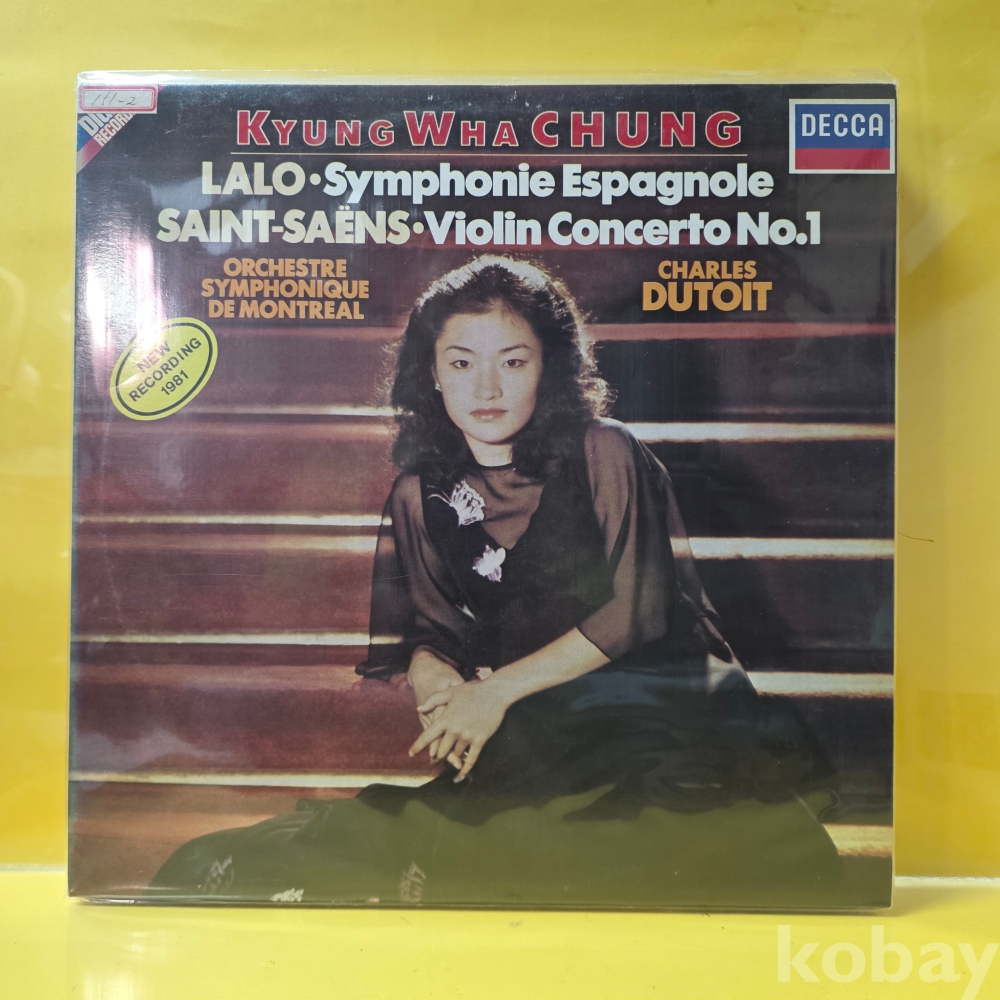 111-2
KYUNG WHA CHUNG
DECCA
LALO·Symphonie Espagnole
SAINT-SAËNS·Violin Concerto No.1
ORCHESTRE
SYMPHONIQUE
DE MONTREAL
CHARLES
DUTOIT
NEW
RECORDING
1981
kobay